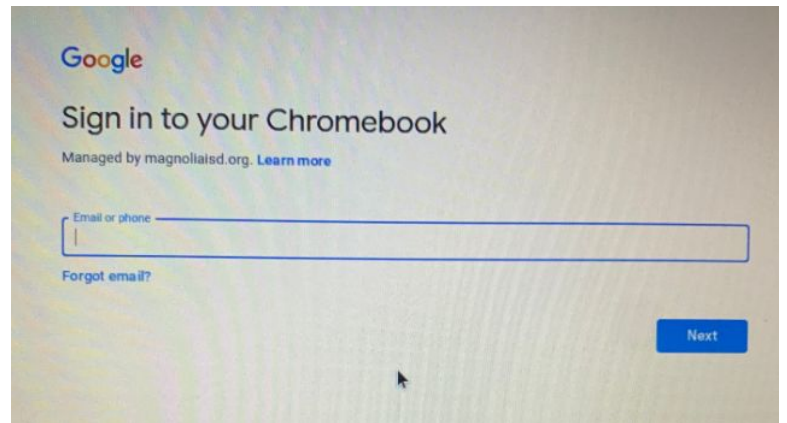 Google
Sign in to your Chromebook
Managed by magnoliaisd.org. Learn more
Email or phone
Forgot email?
Next